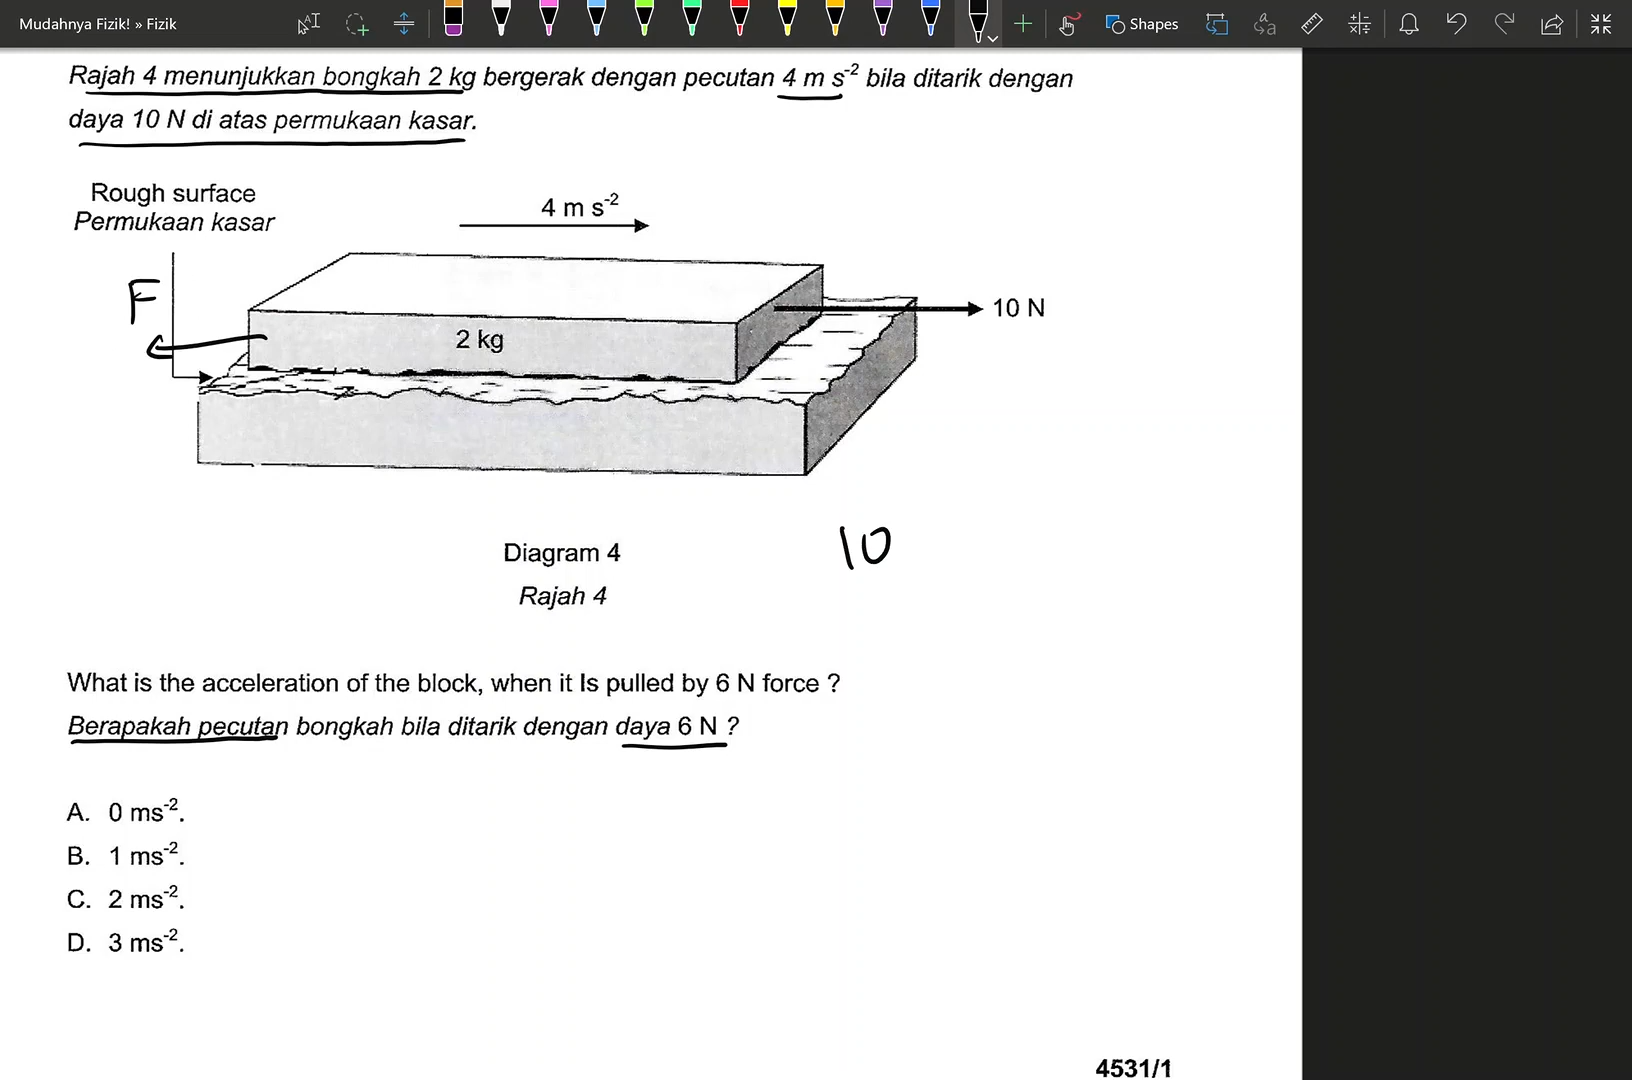 Mudahnya Fizik! » Fizik
Shapes
Rajah 4 menunjukkan bongkah 2 kg bergerak dengan pecutan 4 m s⁻² bila ditarik dengan
daya 10 N di atas permukaan kasar.
Rough surface
Permukaan kasar
4 m s⁻²
F
10 N
2 kg
10
Diagram 4
Rajah 4
What is the acceleration of the block, when it Is pulled by 6 N force ?
Berapakah pecutan bongkah bila ditarik dengan daya 6 N ?
A. 0 ms⁻².
B. 1 ms⁻².
C. 2 ms⁻².
D. 3 ms⁻².
4531/1